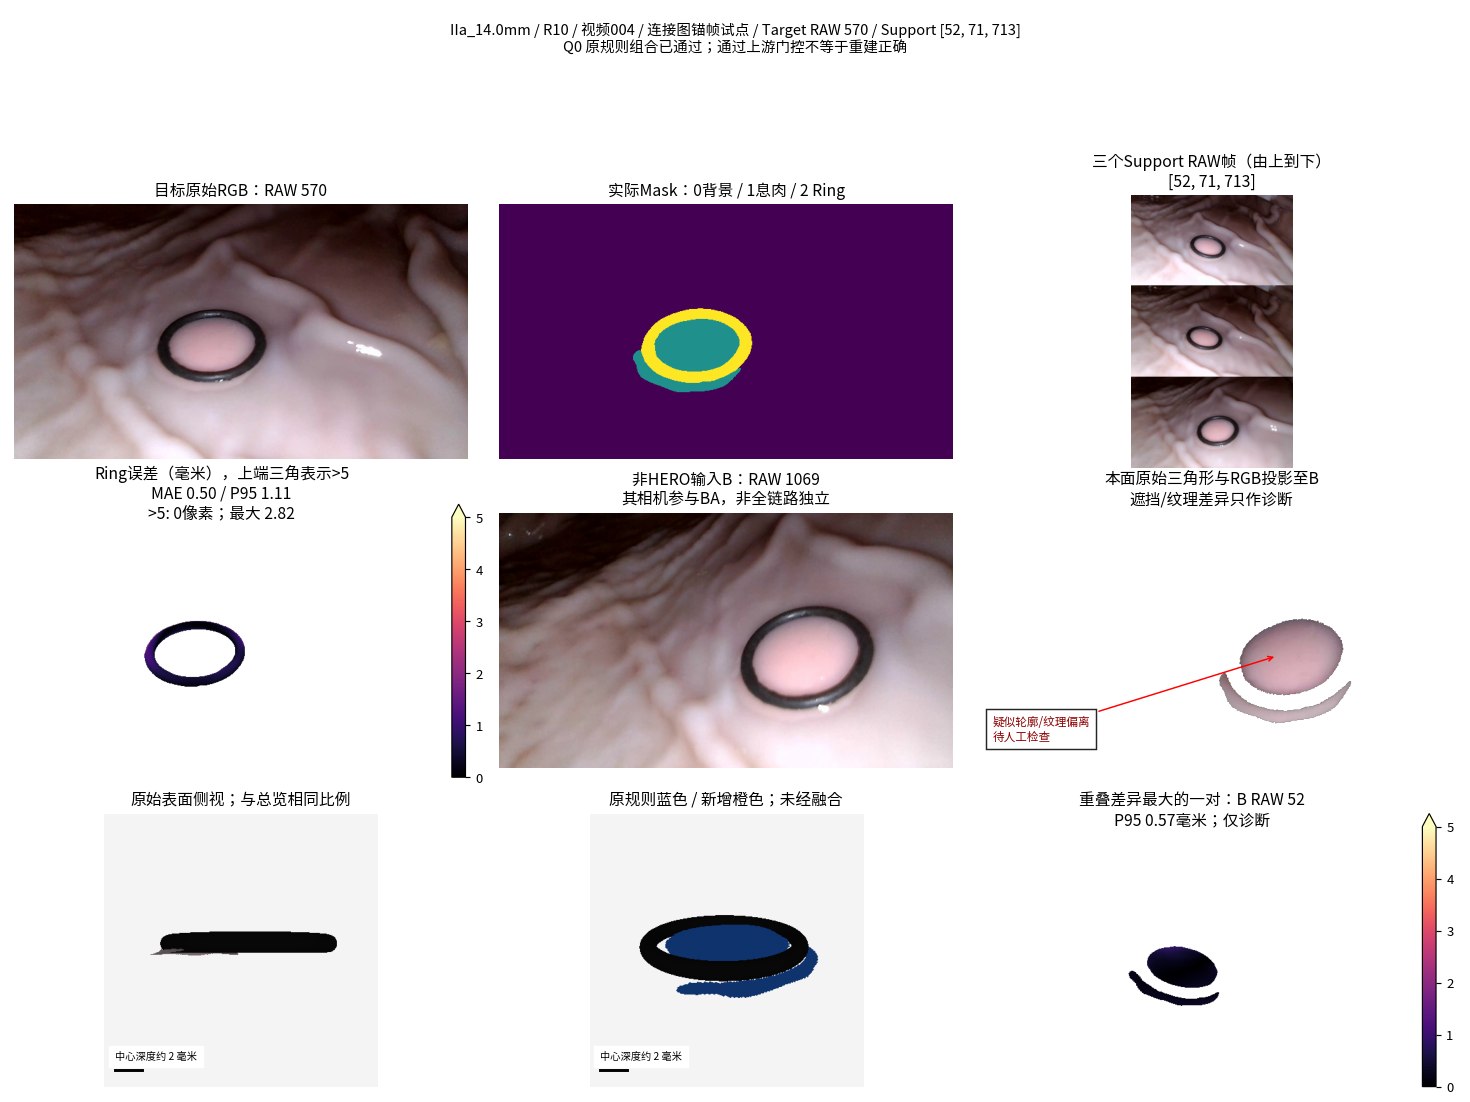 IIa_14.0mm / R10 / 视频004 / 连接图锚帧试点 / Target RAW 570 / Support [52, 71, 713]
Q0 原规则组合已通过；通过上游门控不等于重建正确
目标原始RGB：RAW 570
实际Mask：0背景 / 1息肉 / 2 Ring
三个Support RAW帧（由上到下）
[52, 71, 713]
Ring误差（毫米），上端三角表示>5
MAE 0.50 / P95 1.11
>5: 0像素；最大 2.82
5
4
3
2
1
0
非HERO输入B：RAW 1069
其相机参与BA，非全链路独立
本面原始三角形与RGB投影至B
遮挡/纹理差异只作诊断
疑似轮廓/纹理偏离
待人工检查
原始表面侧视；与总览相同比例
中心深度约 2 毫米
原规则蓝色 / 新增橙色；未经融合
中心深度约 2 毫米
重叠差异最大的一对：B RAW 52
P95 0.57毫米；仅诊断
5
4
3
2
1
0